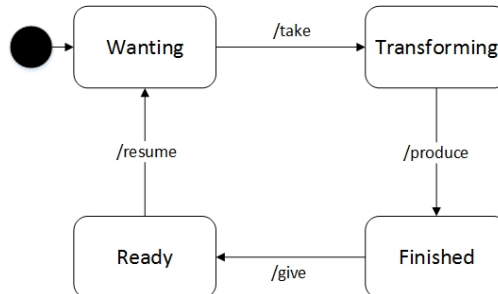 Wanting
/take
Transforming
/resume
/produce
Ready
/give
Finished